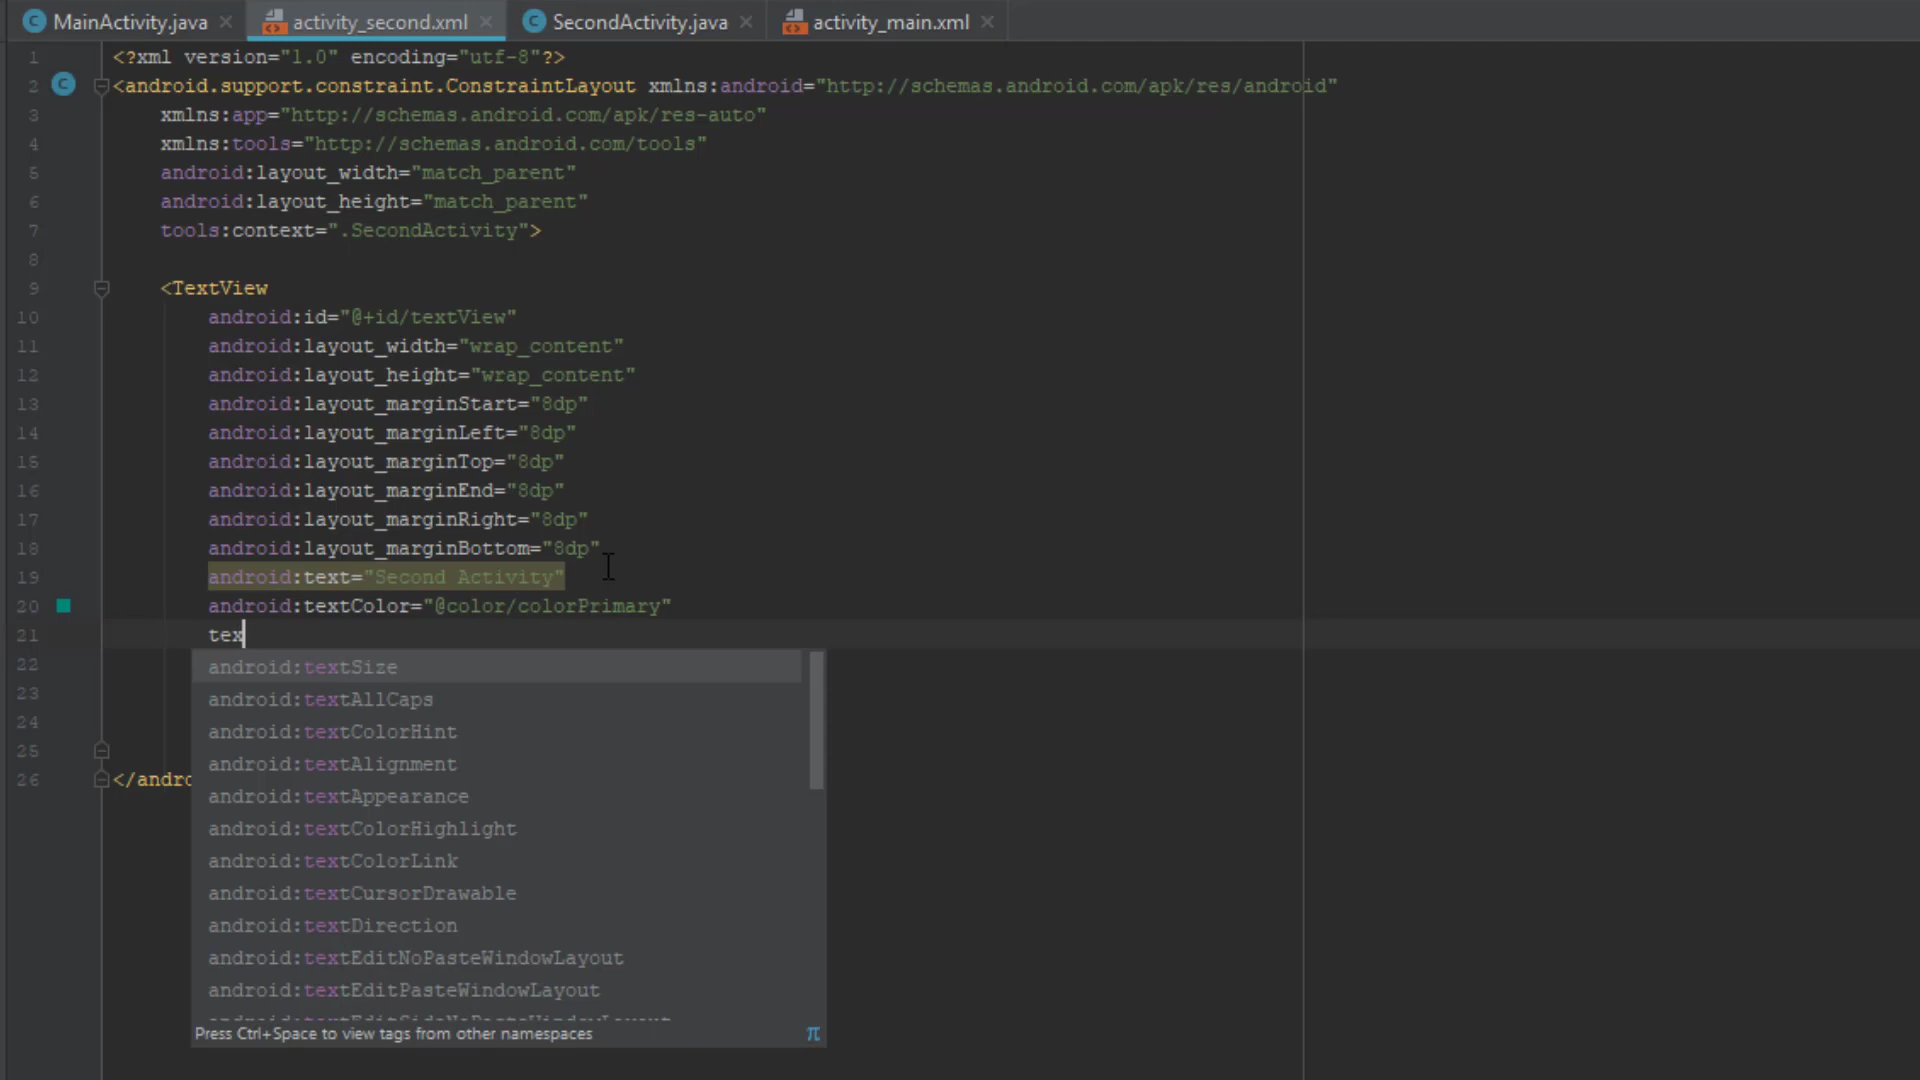 MainActivity.java activity_second.xml SecondActivity.java activity_main.xml
1 <?xml version="1.0" encoding="utf-8"?>
2 <android.support.constraint.ConstraintLayout xmlns:android="http://schemas.android.com/apk/res/android"
3 xmlns:app="http://schemas.android.com/apk/res-auto"
4 xmlns:tools="http://schemas.android.com/tools"
5 android:layout_width="match_parent"
6 android:layout_height="match_parent"
7 tools:context=".SecondActivity">
8
9 <TextView
10 android:id="@+id/textView"
11 android:layout_width="wrap_content"
12 android:layout_height="wrap_content"
13 android:layout_marginStart="8dp"
14 android:layout_marginLeft="8dp"
15 android:layout_marginTop="8dp"
16 android:layout_marginEnd="8dp"
17 android:layout_marginRight="8dp"
18 android:layout_marginBottom="8dp"
19 android:text="Second Activity"
20 android:textColor="@color/colorPrimary"
21 tex
22 android:textSize
23 android:textAllCaps
24 android:textColorHint
25 android:textAlignment
26 </andro
android:textAppearance
android:textColorHighlight
android:textColorLink
android:textCursorDrawable
android:textDirection
android:textEditNoPasteWindowLayout
android:textEditPasteWindowLayout
Press Ctrl+Space to view tags from other namespaces π